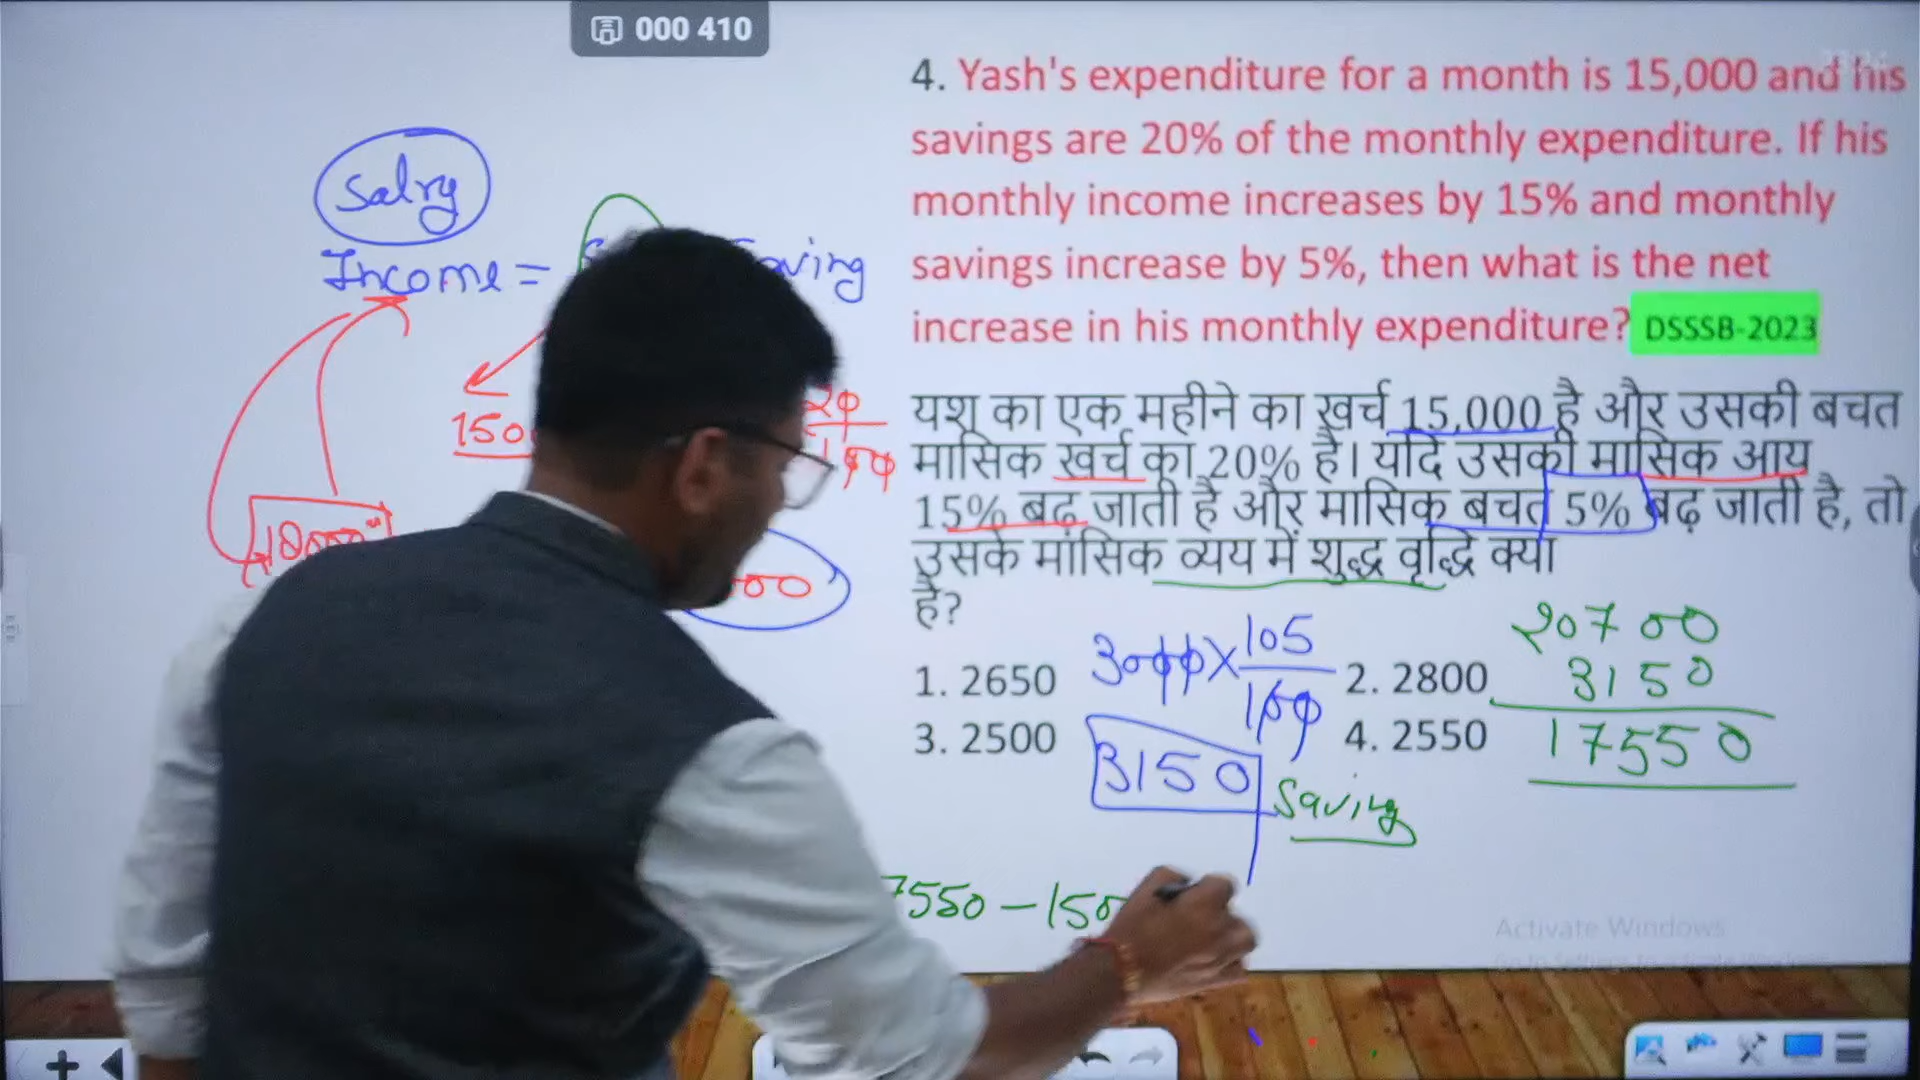 000 410
4. Yash's expenditure for a month is 15,000 and his
savings are 20% of the monthly expenditure. If his
monthly income increases by 15% and monthly
savings increase by 5%, then what is the net
increase in his monthly expenditure? DSSSB-2023
यश का एक महीने का खर्च 15,000 है और उसकी बचत
मासिक खर्च का 20% है। यदि उसकी मासिक आय
15% बढ़ जाती है और मासिक बचत 5% बढ़ जाती है, तो
उसके मासिक व्यय में शुद्ध वृद्धि क्या
है?
1. 2650
2. 2800
3. 2500
4. 2550
Salry
Income =
150
3000 × 105
100
3150
Saving
20700
3150
17550
7550 – 150
Activate Windows